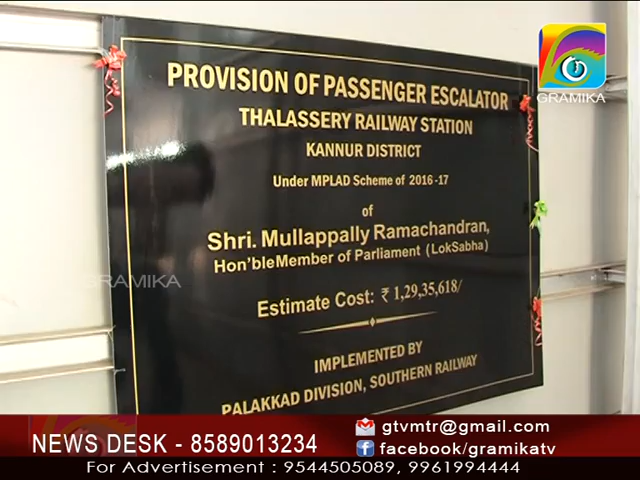 GRAMIKA
PROVISION OF PASSENGER ESCALATOR
THALASSERY RAILWAY STATION
KANNUR DISTRICT
Under MPLAD Scheme of 2016-17
of
Shri. Mullappally Ramachandran,
Hon'bleMember of Parliament (LokSabha)
GRAMIKA
Estimate Cost: ₹ 1,29,35,618/
IMPLEMENTED BY
PALAKKAD DIVISION, SOUTHERN RAILWAY
NEWS DESK - 8589013234
gtvmtr@gmail.com
facebook/gramikatv
For Advertisement : 9544505089, 9961994444